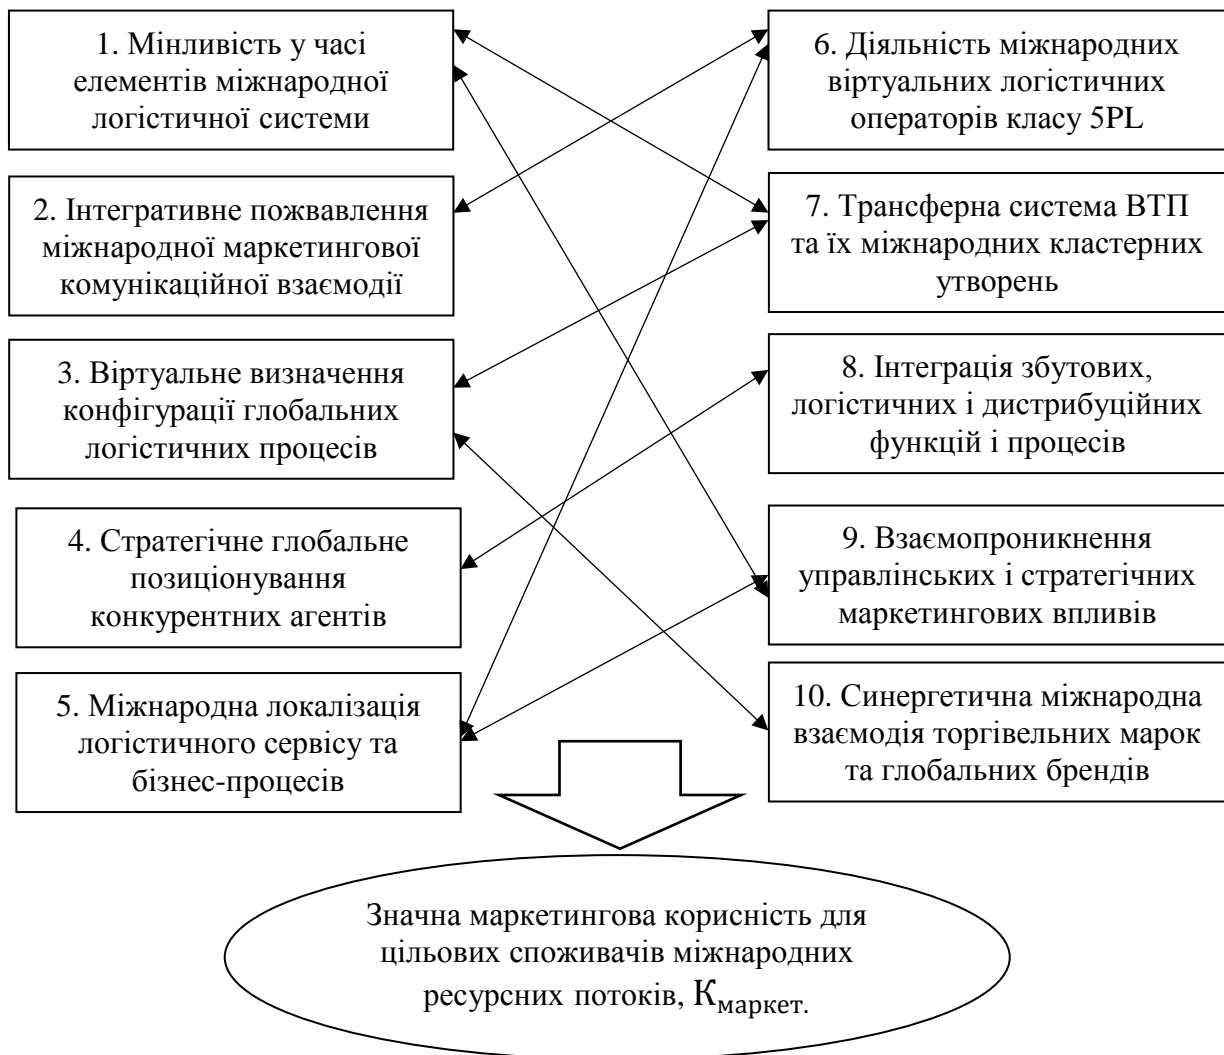 1. Мінливість у часі
елементів міжнародної
логістичної системи
2. Інтегративне пожвавлення
міжнародної маркетингової
комунікаційної взаємодії
3. Віртуальне визначення
конфігурації глобальних
логістичних процесів
4. Стратегічне глобальне
позиціонування
конкурентних агентів
5. Міжнародна локалізація
логістичного сервісу та
бізнес-процесів
6. Діяльність міжнародних
віртуальних логістичних
операторів класу 5PL
7. Трансферна система ВТП
та їх міжнародних кластерних
утворень
8. Інтеграція збутових,
логістичних і дистрибуційних
функцій і процесів
9. Взаємопроникнення
управлінських і стратегічних
маркетингових впливів
10. Синергетична міжнародна
взаємодія торгівельних марок
та глобальних брендів
Значна маркетингова корисність для
цільових споживачів міжнародних
ресурсних потоків, К маркет.